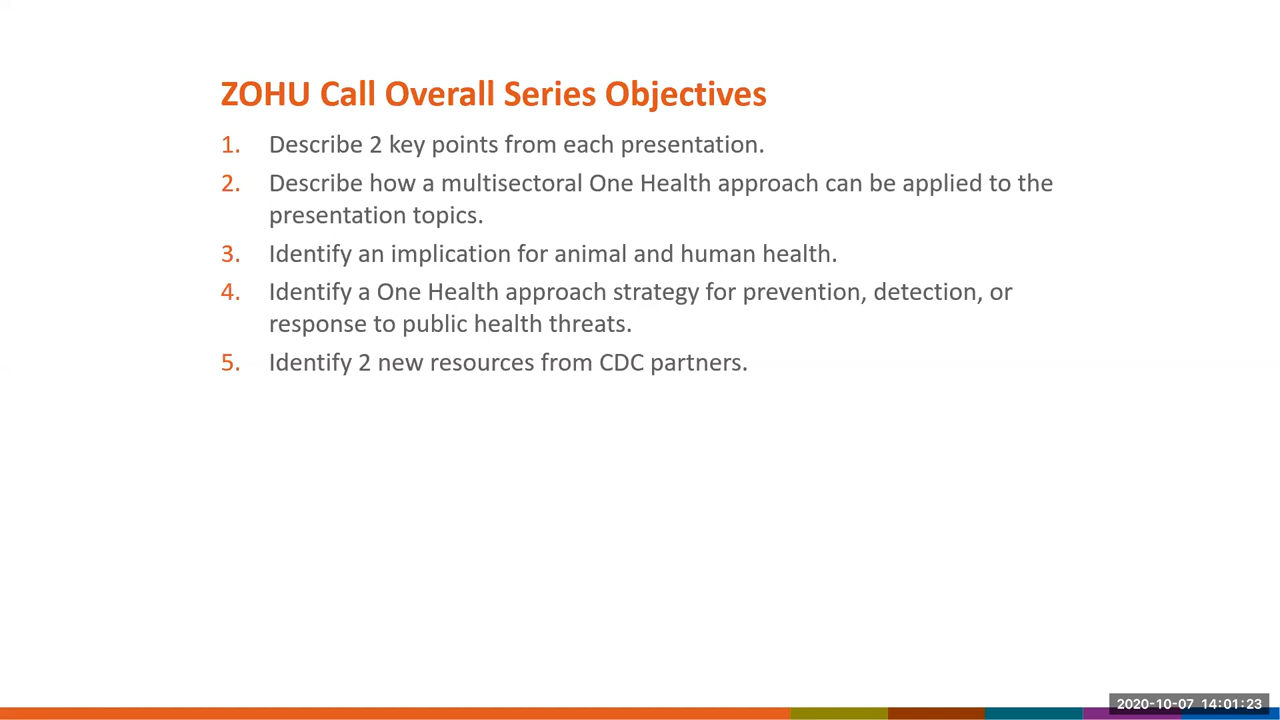 ZOHU Call Overall Series Objectives
1. Describe 2 key points from each presentation.
2. Describe how a multisectoral One Health approach can be applied to the
presentation topics.
3. Identify an implication for animal and human health.
4. Identify a One Health approach strategy for prevention, detection, or
response to public health threats.
5. Identify 2 new resources from CDC partners.
2020-10-07 14:01:23